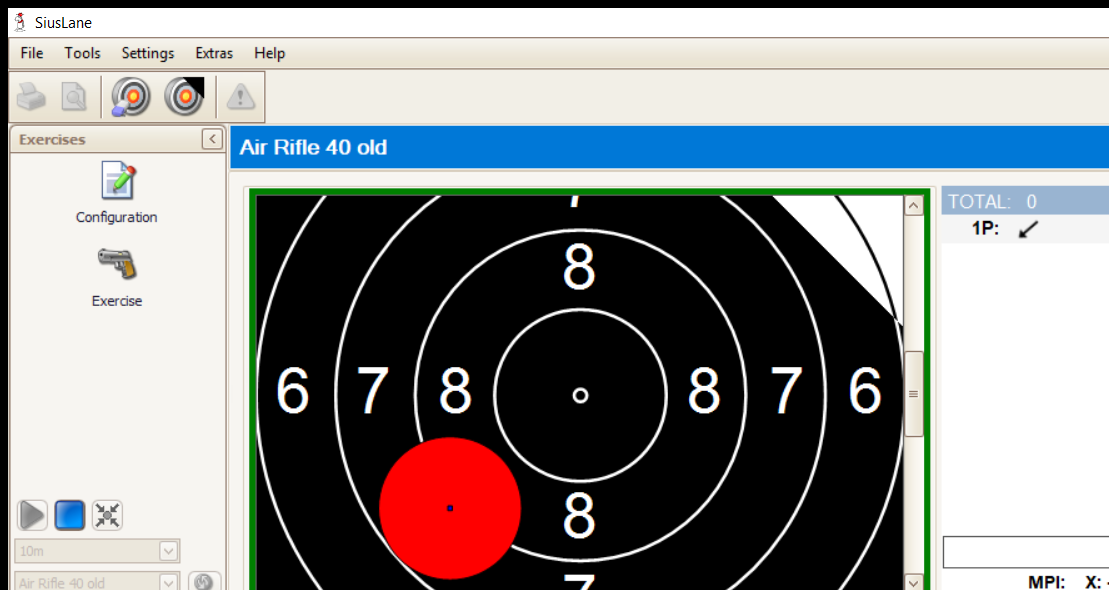 SiusLane
File Tools Settings Extras Help
Exercises
Air Rifle 40 old
Configuration
Exercise
TOTAL: 0
1P:
7
8
6 7 8 8 7 6
8
7
10m
Air Rifle 40 old
MPI: X: -